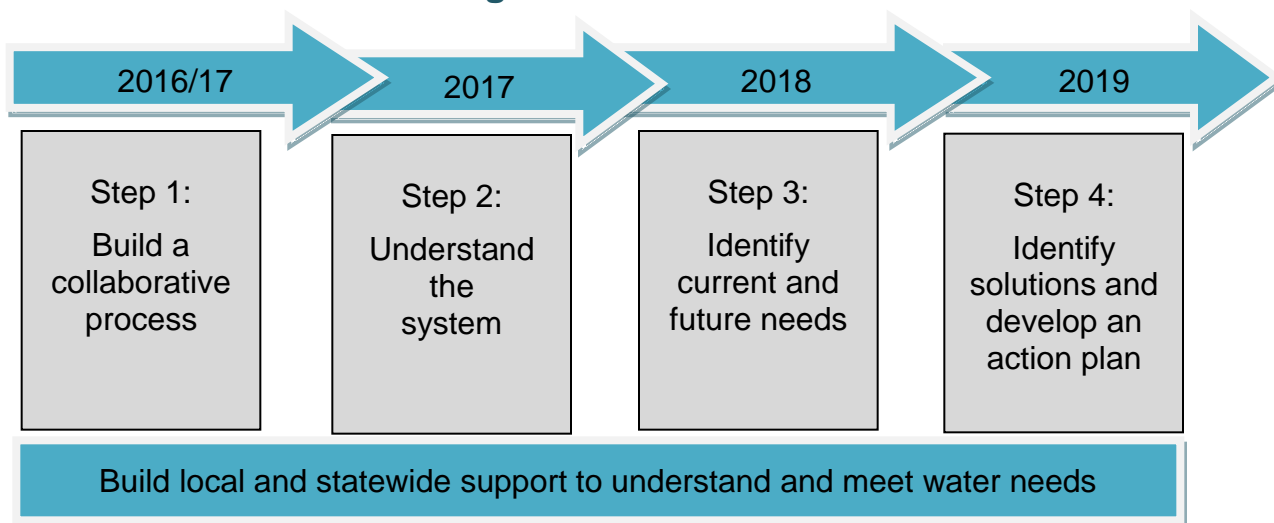 2016/17
2017
2018
2019
Step 1:
Build a
collaborative
process
Step 2:
Understand
the
system
Step 3:
Identify
current and
future needs
Step 4:
Identify
solutions and
develop an
action plan
Build local and statewide support to understand and meet water needs